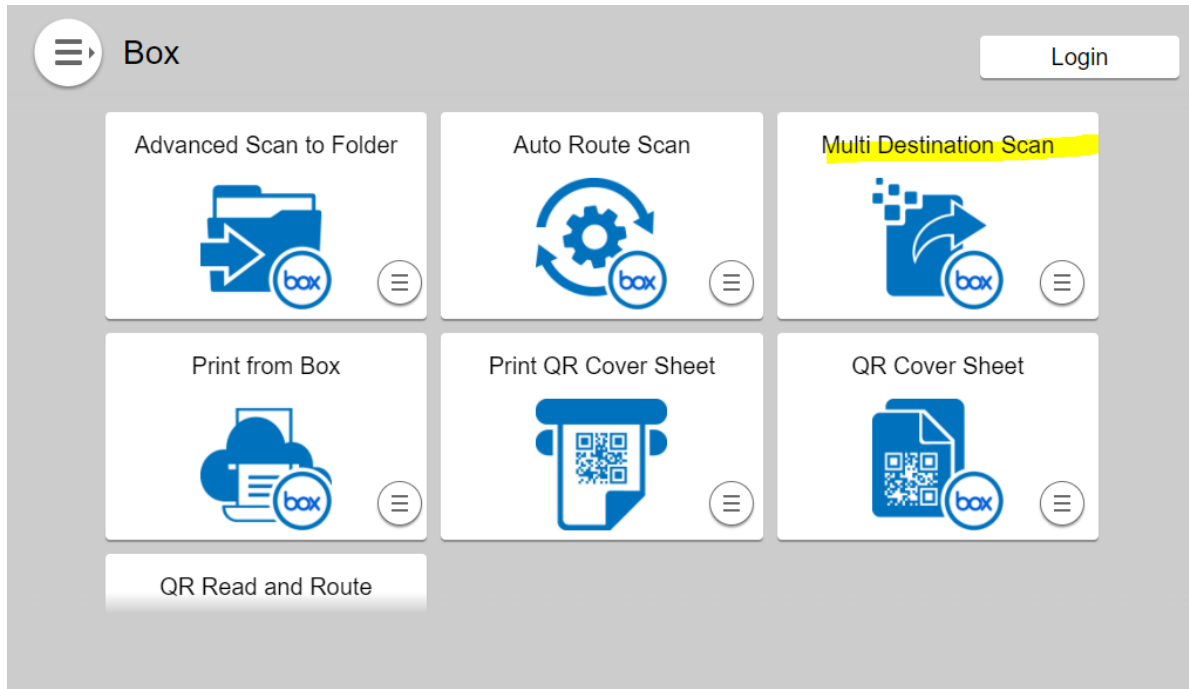 Box
Login
Advanced Scan to Folder
Auto Route Scan
Multi Destination Scan
box
box
box
Print from Box
Print QR Cover Sheet
QR Cover Sheet
box
box
QR Read and Route